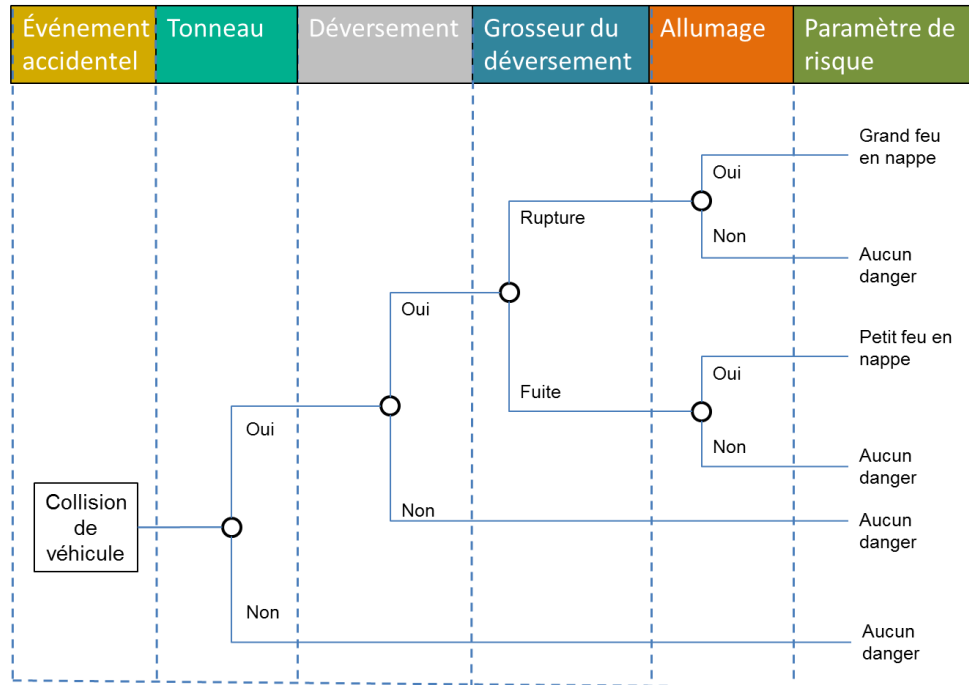 Événement
accidentel
Tonneau
Déversement
Grosseur du
déversement
Allumage
Paramètre de
risque
Grand feu
en nappe
Oui
Rupture
Non
Aucun
danger
Oui
Petit feu en
nappe
Oui
Fuite
Oui
Non
Aucun
danger
Collision
de
véhicule
Non
Aucun
danger
Non
Aucun
danger